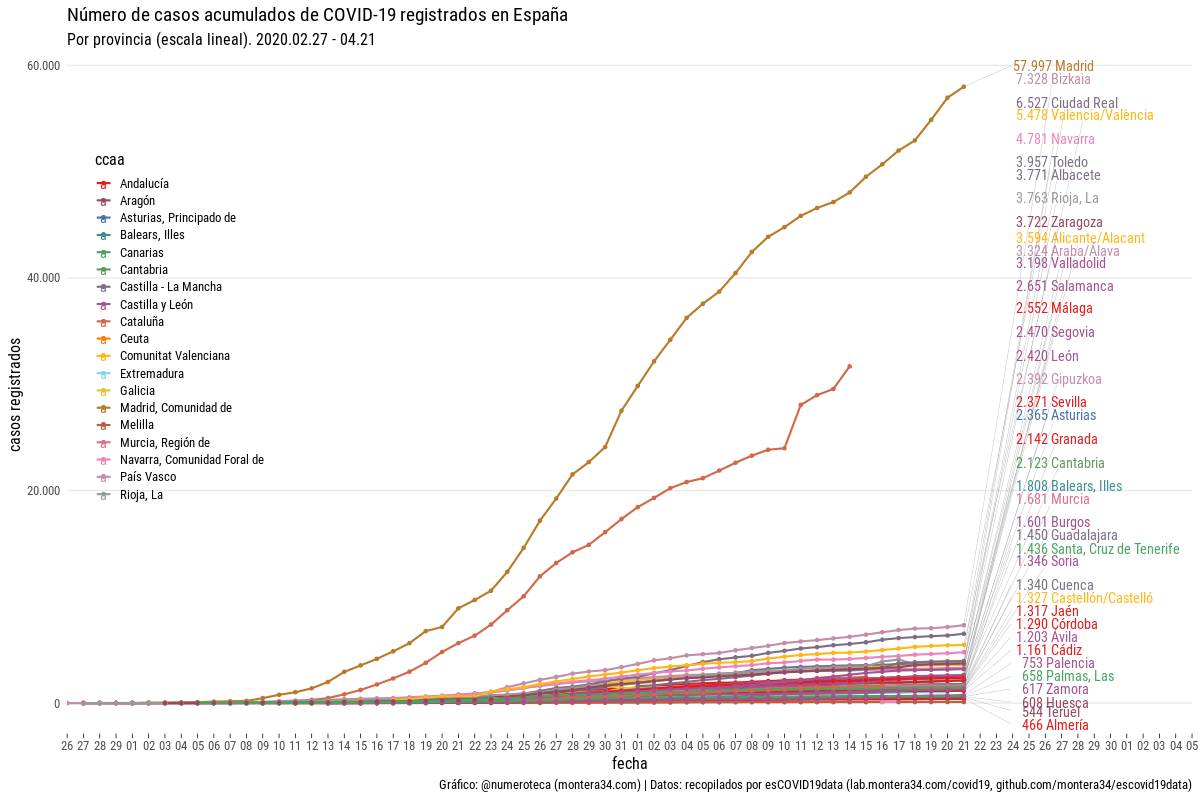 Número de casos acumulados de COVID-19 registrados en España
Por provincia (escala lineal). 2020.02.27 - 04.21
60.000
40.000
20.000
0
casos registrados
ccaa
Andalucía
Aragón
Asturias, Principado de
Balears, Illes
Canarias
Cantabria
Castilla - La Mancha
Castilla y León
Cataluña
Ceuta
Comunitat Valenciana
Extremadura
Galicia
Madrid, Comunidad de
Melilla
Murcia, Región de
Navarra, Comunidad Foral de
País Vasco
Rioja, La
57.997 Madrid
7.328 Bizkaia
6.527 Ciudad Real
5.478 Valencia/València
4.781 Navarra
3.957 Toledo
3.771 Albacete
3.763 Rioja, La
3.722 Zaragoza
3.594 Alicante/Alacant
3.324 Araba/Álava
3.198 Valladolid
2.651 Salamanca
2.552 Málaga
2.470 Segovia
2.420 León
2.392 Gipuzkoa
2.371 Sevilla
2.365 Asturias
2.142 Granada
2.123 Cantabria
1.808 Balears, Illes
1.681 Murcia
1.601 Burgos
1.450 Guadalajara
1.436 Santa, Cruz de Tenerife
1.346 Soria
1.340 Cuenca
1.327 Castellón/Castelló
1.317 Jaén
1.290 Córdoba
1.203 Ávila
1.161 Cádiz
753 Palencia
658 Palmas, Las
617 Zamora
608 Huesca
544 Teruel
466 Almería
26 27 28 29 01 02 03 04 05 06 07 08 09 10 11 12 13 14 15 16 17 18 19 20 21 22 23 24 25 26 27 28 29 30 31 01 02 03 04 05 06 07 08 09 10 11 12 13 14 15 16 17 18 19 20 21 22 23 24 25 26 27 28 29 30 01 02 03 04 05
fecha
Gráfico: @numeroteca (montera34.com) | Datos: recopilados por esCOVID19data (lab.montera34.com/covid19, github.com/montera34/escovid19data)